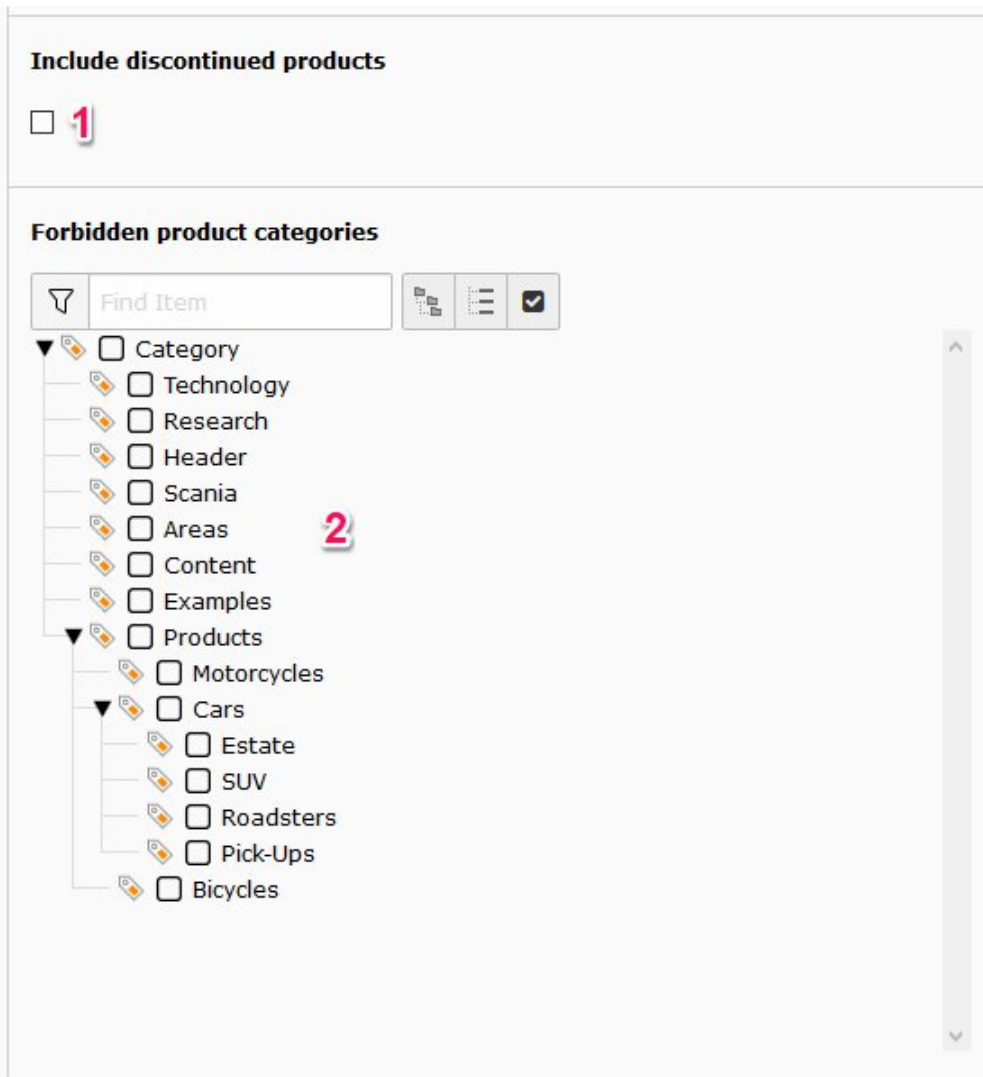 Include discontinued products
1
Forbidden product categories
Find Item
Category
Technology
Research
Header
Scania
Areas
2
Content
Examples
Products
Motorcycles
Cars
Estate
SUV
Roadsters
Pick-Ups
Bicycles